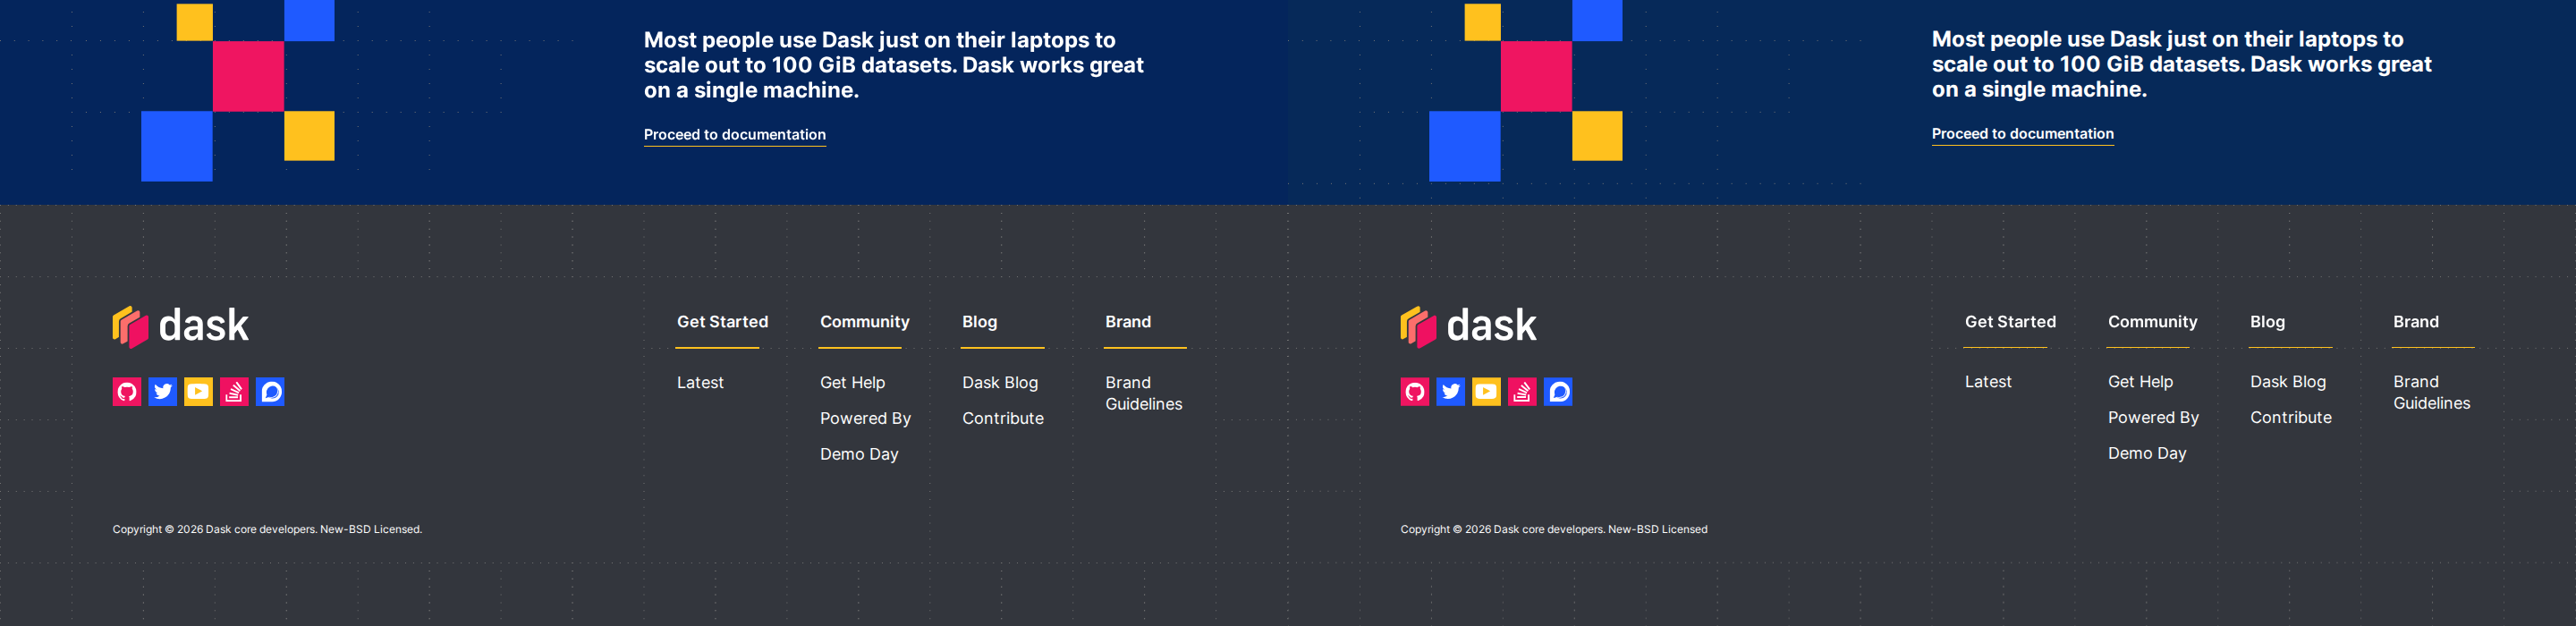 Most people use Dask just on their laptops to
scale out to 100 GiB datasets. Dask works great
on a single machine.
Proceed to documentation
Most people use Dask just on their laptops to
scale out to 100 GiB datasets. Dask works great
on a single machine.
Proceed to documentation
dask
Get Started
Latest
Community
Get Help
Powered By
Demo Day
Blog
Dask Blog
Contribute
Brand
Brand
Guidelines
Copyright © 2026 Dask core developers. New-BSD Licensed.
dask
Get Started
Latest
Community
Get Help
Powered By
Demo Day
Blog
Dask Blog
Contribute
Brand
Brand
Guidelines
Copyright © 2026 Dask core developers. New-BSD Licensed